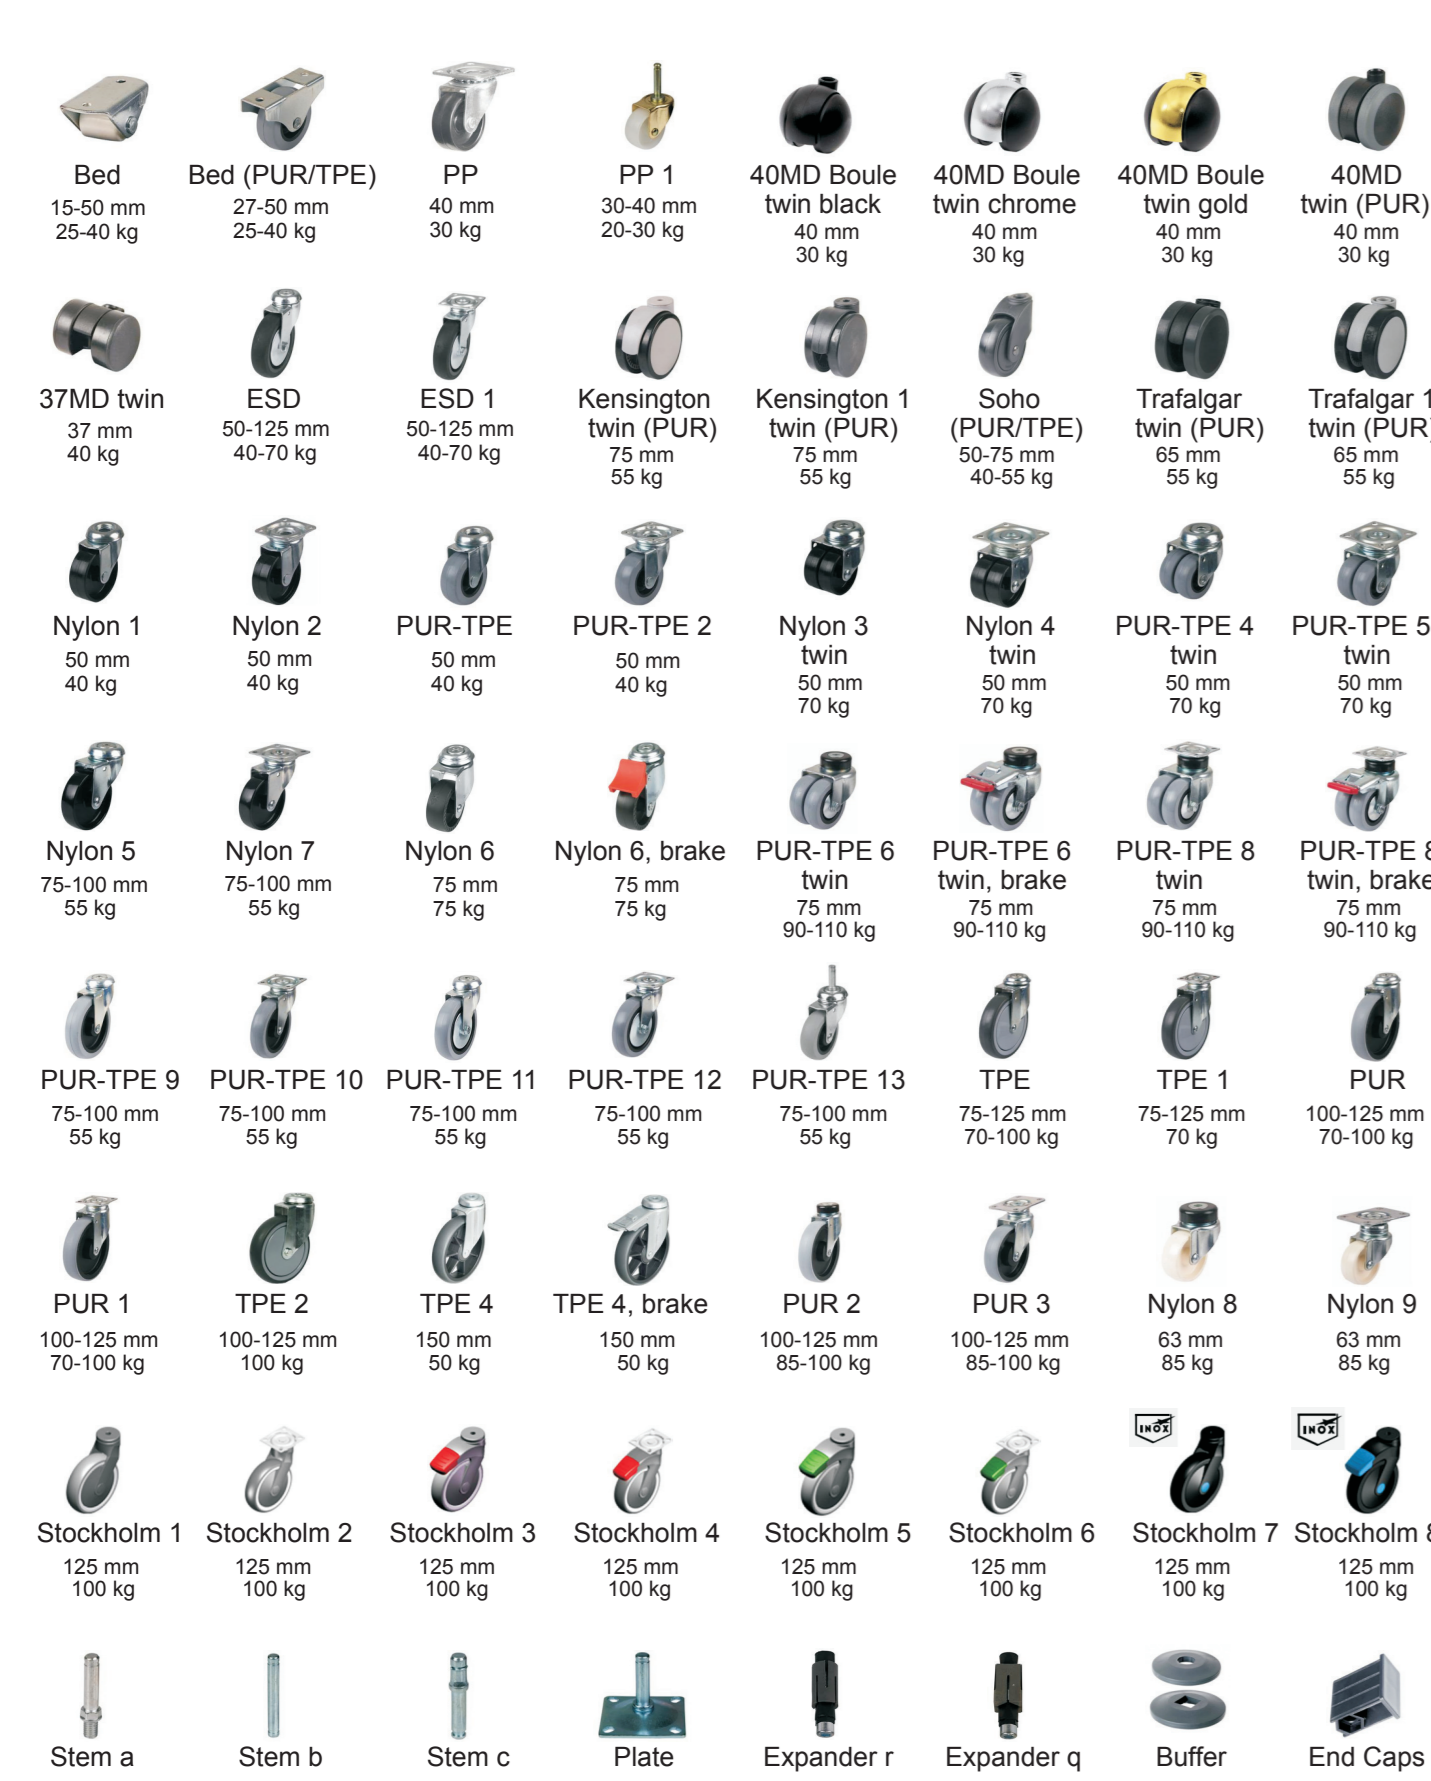 Bed
15-50 mm
25-40 kg
Bed (PUR/TPE)
27-50 mm
25-40 kg
PP
40 mm
30 kg
PP 1
30-40 mm
20-30 kg
40MD Boule
twin black
40 mm
30 kg
40MD Boule
twin chrome
40 mm
30 kg
40MD Boule
twin gold
40 mm
30 kg
40MD
twin (PUR)
40 mm
30 kg
37MD twin
37 mm
40 kg
ESD
50-125 mm
40-70 kg
ESD 1
50-125 mm
40-70 kg
Kensington
twin (PUR)
75 mm
55 kg
Kensington 1
twin (PUR)
75 mm
55 kg
Soho
(PUR/TPE)
50-75 mm
40-55 kg
Trafalgar
twin (PUR)
65 mm
55 kg
Trafalgar 1
twin (PUR)
65 mm
55 kg
Nylon 1
50 mm
40 kg
Nylon 2
50 mm
40 kg
PUR-TPE
50 mm
40 kg
PUR-TPE 2
50 mm
40 kg
Nylon 3
twin
50 mm
70 kg
Nylon 4
twin
50 mm
70 kg
PUR-TPE 4
twin
50 mm
70 kg
PUR-TPE 5
twin
50 mm
70 kg
Nylon 5
75-100 mm
55 kg
Nylon 7
75-100 mm
55 kg
Nylon 6
75 mm
75 kg
Nylon 6, brake
75 mm
75 kg
PUR-TPE 6
twin
75 mm
90-110 kg
PUR-TPE 6
twin, brake
75 mm
90-110 kg
PUR-TPE 8
twin
75 mm
90-110 kg
PUR-TPE 8
twin, brake
75 mm
90-110 kg
PUR-TPE 9
75-100 mm
55 kg
PUR-TPE 10
75-100 mm
55 kg
PUR-TPE 11
75-100 mm
55 kg
PUR-TPE 12
75-100 mm
55 kg
PUR-TPE 13
75-100 mm
55 kg
TPE
75-125 mm
70-100 kg
TPE 1
75-125 mm
70 kg
PUR
100-125 mm
70-100 kg
PUR 1
100-125 mm
70-100 kg
TPE 2
100-125 mm
100 kg
TPE 4
150 mm
50 kg
TPE 4, brake
150 mm
50 kg
PUR 2
100-125 mm
85-100 kg
PUR 3
100-125 mm
85-100 kg
Nylon 8
63 mm
85 kg
Nylon 9
63 mm
85 kg
Stockholm 1
125 mm
100 kg
Stockholm 2
125 mm
100 kg
Stockholm 3
125 mm
100 kg
Stockholm 4
125 mm
100 kg
Stockholm 5
125 mm
100 kg
Stockholm 6
125 mm
100 kg
INOX
Stockholm 7
125 mm
100 kg
INOX
Stockholm 8
125 mm
100 kg
Stem a
Stem b
Stem c
Plate
Expander r
Expander q
Buffer
End Caps